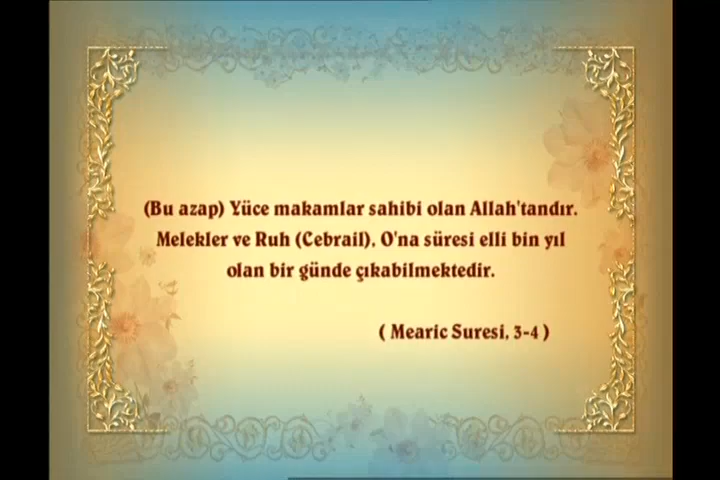 (Bu azap) Yüce makamlar sahibi olan Allah'tandır.
Melekler ve Ruh (Cebrail), O'na süresi elli bin yıl
olan bir günde çıkabilmektedir.
( Mearic Suresi, 3-4 )